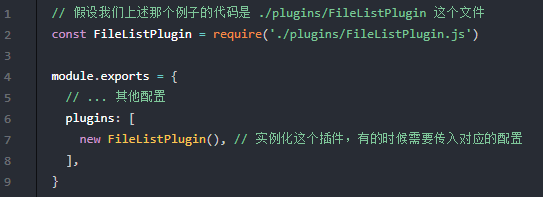 1 // 假设我们上述那个例子的代码是 ./plugins/FileListPlugin 这个文件
2 const FileListPlugin = require('./plugins/FileListPlugin.js')
3
4 module.exports = {
5   // ... 其他配置
6   plugins: [
7     new FileListPlugin(), // 实例化这个插件，有的时候需要传入对应的配置
8   ],
9 }